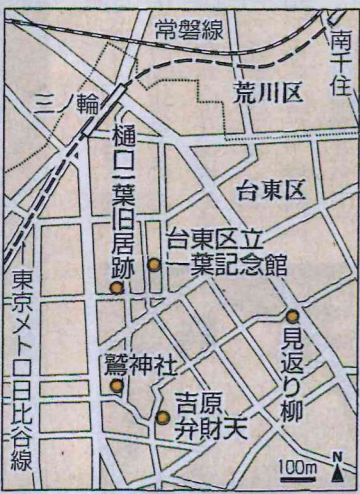 常磐線
南千住
荒川区
三ノ輪
台東区
樋口一葉旧居跡
台東区立
一葉記念館
東京メトロ日比谷線
見返り柳
鷲神社
吉原
弁財天
100m
N